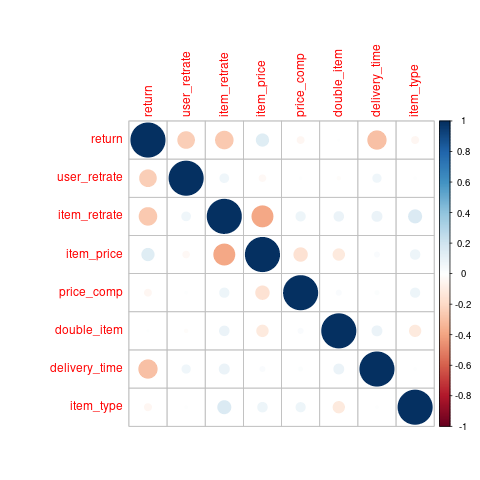 return
user_retrate
item_retrate
item_price
price_comp
double_item
delivery_time
item_type
return
user_retrate
item_retrate
item_price
price_comp
double_item
delivery_time
item_type
1
0.8
0.6
0.4
0.2
0
-0.2
-0.4
-0.6
-0.8
-1